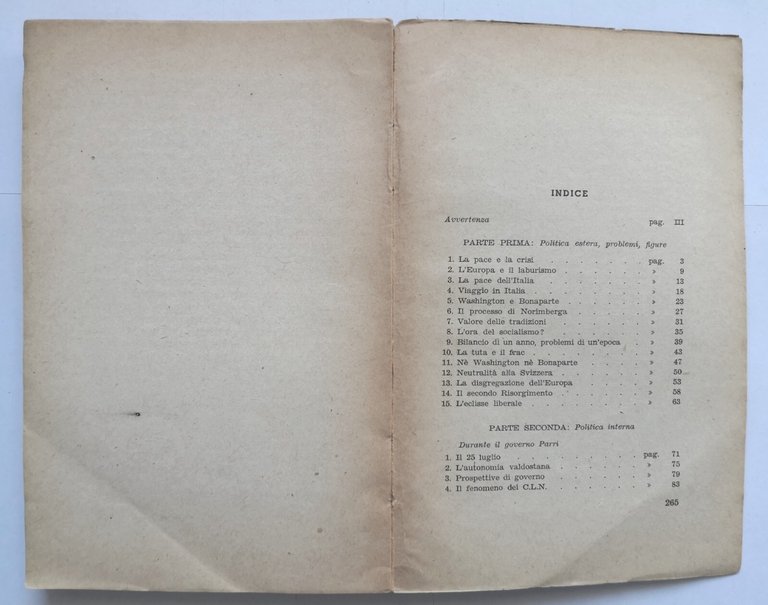 INDICE
Avvertenza pag. III
PARTE PRIMA: Politica estera, problemi, figure
1. La pace e la crisi . . . . . . pag. 3
2. L'Europa e il laburismo . . . . . . » 9
3. La pace dell'Italia . . . . . . » 13
4. Viaggio in Italia . . . . . . » 18
5. Washington e Bonaparte . . . . . . » 23
6. Il processo di Norimberga . . . . . . » 27
7. Valore delle tradizioni . . . . . . » 31
8. L'ora del socialismo? . . . . . . » 35
9. Bilancio di un anno, problemi di un'epoca . . » 39
10. La tuta e il frac . . . . . . » 43
11. Nè Washington nè Bonaparte . . . . . » 47
12. Neutralità alla Svizzera . . . . . . » 50
13. La disgregazione dell'Europa . . . . . » 53
14. Il secondo Risorgimento . . . . . . » 58
15. L'eclisse liberale . . . . . . » 63
PARTE SECONDA: Politica interna
Durante il governo Parri
1. Il 25 luglio . . . . . . pag. 71
2. L'autonomia valdostana . . . . . . » 75
3. Prospettive di governo . . . . . . » 79
4. Il fenomeno del C.L.N. . . . . . . » 83
265